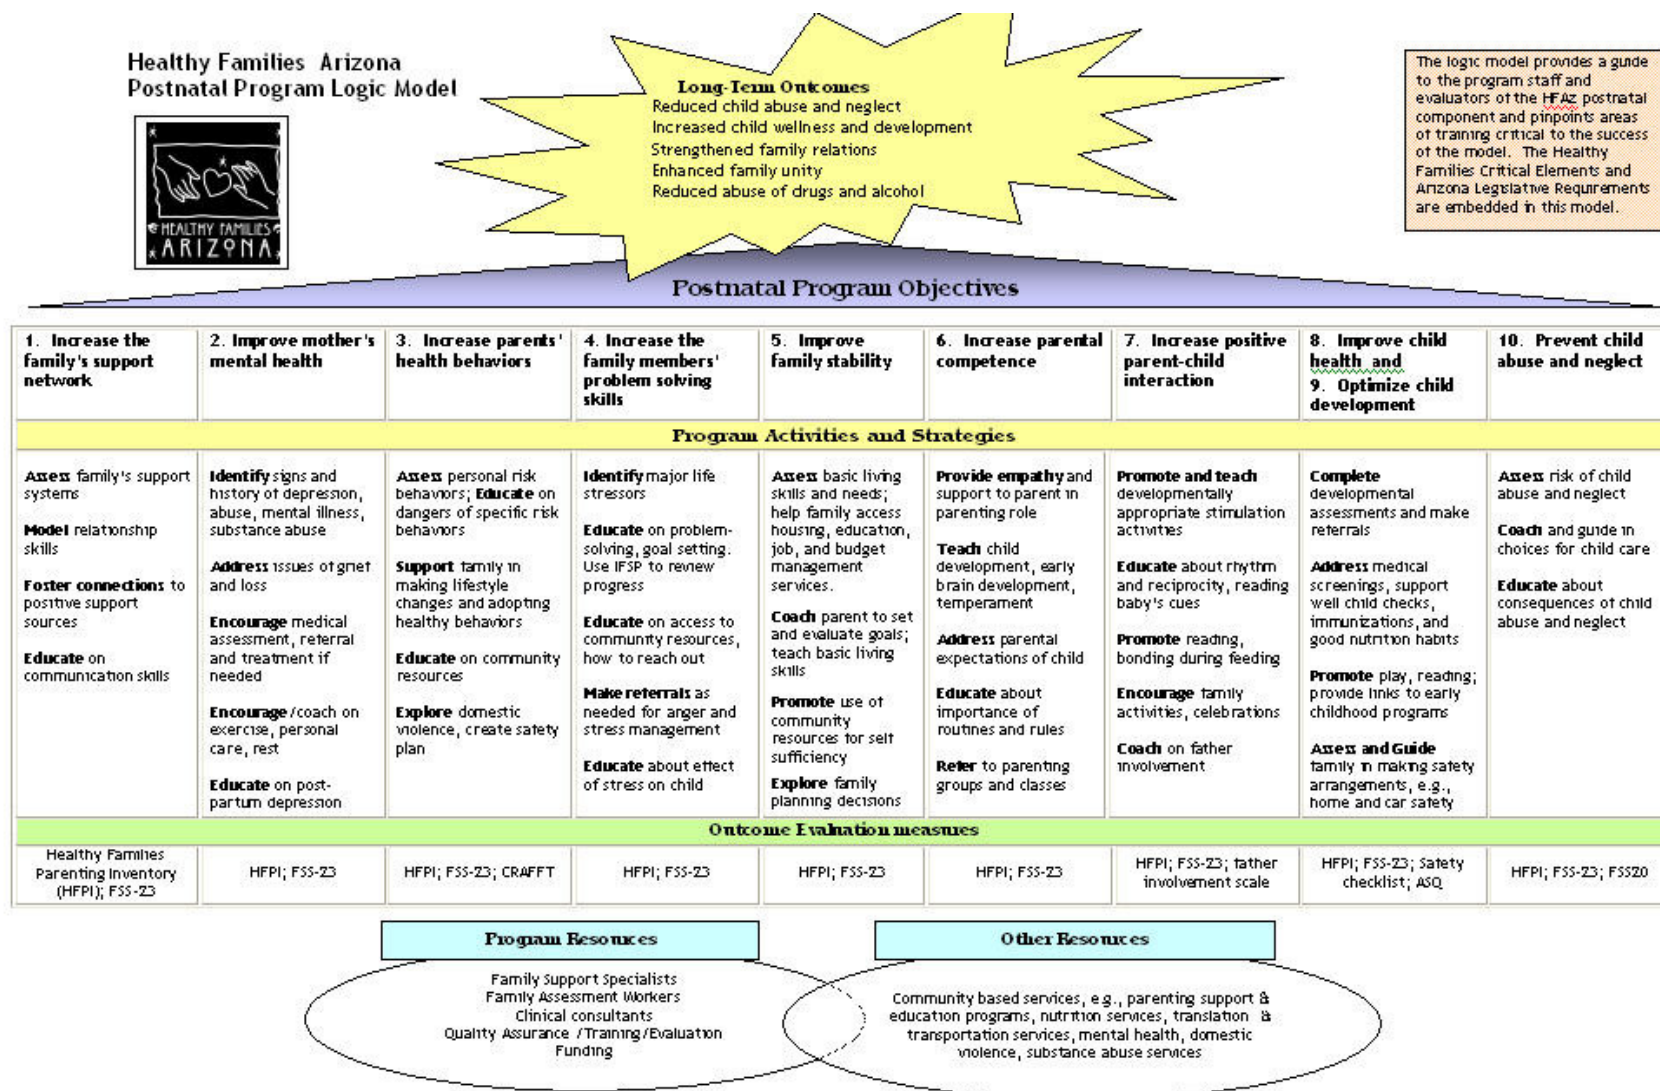 Healthy Families Arizona
Postnatal Program Logic Model
HEALTHY FAMILIES
ARIZONA
Long-Term Outcomes
Reduced child abuse and neglect
Increased child wellness and development
Strengthened family relations
Enhanced family unity
Reduced abuse of drugs and alcohol
The logic model provides a guide
to the program staff and
evaluators of the HFAz postnatal
component and pinpoints areas
of training critical to the success
of the model. The Healthy
Families Critical Elements and
Arizona Legislative Requirements
are embedded in this model.
Postnatal Program Objectives
1. Increase the
family's support
network
2. Improve mother's
mental health
3. Increase parents'
health behaviors
4. Increase the
family members'
problem solving
skills
5. Improve
family stability
6. Increase parental
competence
7. Increase positive
parent-child
interaction
8. Improve child
health and
9. Optimize child
development
10. Prevent child
abuse and neglect
Program Activities and Strategies
Assess family's support
systems
Model relationship
skills
Foster connections to
positive support
sources
Educate on
communication skills
Identify signs and
history of depression,
abuse, mental illness,
substance abuse
Address issues of grief
and loss
Encourage medical
assessment, referral
and treatment if
needed
Encourage/coach on
exercise, personal
care, rest
Educate on post-
partum depression
Assess personal risk
behaviors; Educate on
dangers of specific risk
behaviors
Support family in
making lifestyle
changes and adopting
healthy behaviors
Educate on community
resources
Explore domestic
violence, create safety
plan
Identify major life
stressors
Educate on problem-
solving, goal setting.
Use IFSP to review
progress
Educate on access to
community resources,
how to reach out
Make referrals as
needed for anger and
stress management
Educate about effect
of stress on child
Assess basic living
skills and needs;
help family access
housing, education,
job, and budget
management
services.
Coach parent to set
and evaluate goals;
teach basic living
skills
Promote use of
community
resources for self
sufficiency
Explore family
planning decisions
Provide empathy and
support to parent in
parenting role
Teach child
development, early
brain development,
temperament
Address parental
expectations of child
Educate about
importance of
routines and rules
Refer to parenting
groups and classes
Promote and teach
developmentally
appropriate stimulation
activities
Educate about rhythm
and reciprocity, reading
baby's cues
Promote reading,
bonding during feeding
Encourage family
activities, celebrations
Coach on father
involvement
Complete
developmental
assessments and make
referrals
Address medical
screenings, support
well child checks,
immunizations, and
good nutrition habits
Promote play, reading;
provide links to early
childhood programs
Assess and Guide
family in making safety
arrangements, e.g.,
home and car safety
Assess risk of child
abuse and neglect
Coach and guide in
choices for child care
Educate about
consequences of child
abuse and neglect
Outcome Evaluation measures
Healthy Families
Parenting Inventory
(HFPI); FSS-23
HFPI; FSS-23
HFPI; FSS-23; CRAFFT
HFPI; FSS-23
HFPI; FSS-23
HFPI; FSS-23
HFPI; FSS-23; father
involvement scale
HFPI; FSS-23; Safety
checklist; ASQ
HFPI; FSS-23; FSS20
Program Resources
Family Support Specialists
Family Assessment Workers
Clinical consultants
Quality Assurance /Training/Evaluation
Funding
Other Resources
Community based services, e.g., parenting support &
education programs, nutrition services, translation &
transportation services, mental health, domestic
violence, substance abuse services